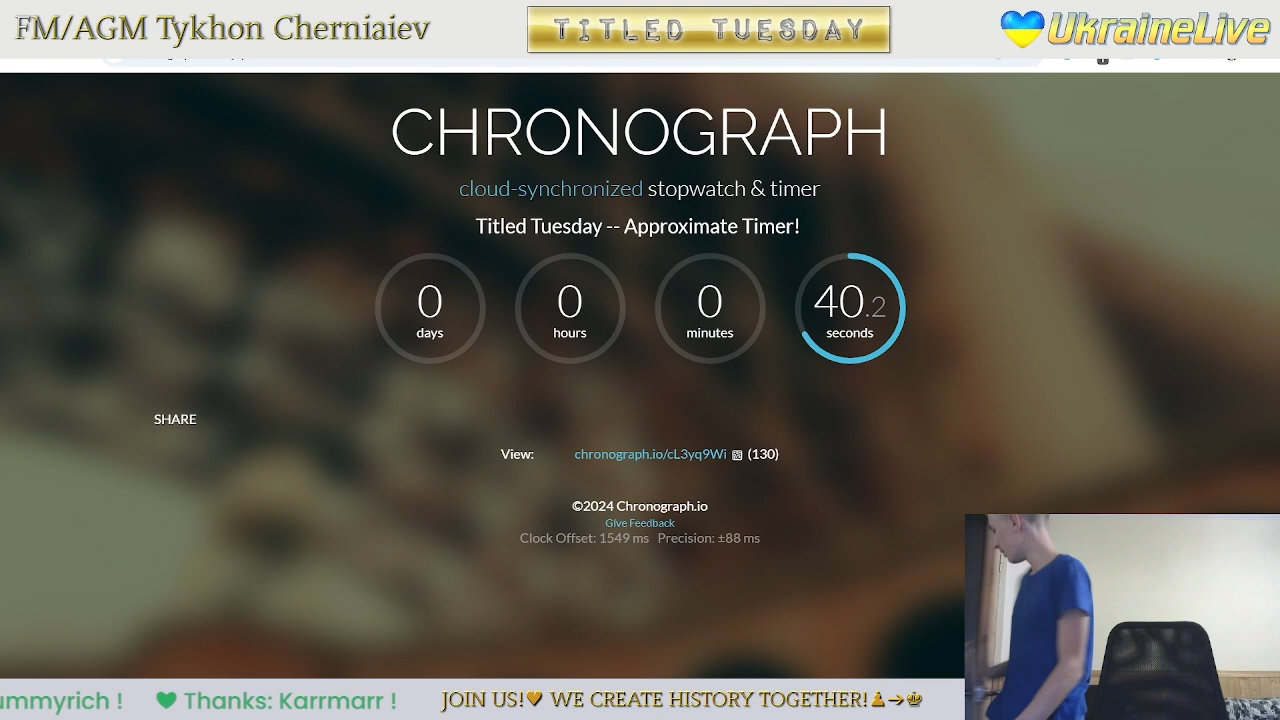 FM/AGM Tykhon Cherniaiev
TITLED TUESDAY
UkraineLive
CHRONOGRAPH
cloud-synchronized stopwatch & timer
Titled Tuesday -- Approximate Timer!
0 0 0 40.2
days hours minutes seconds
SHARE
View: chronograph.io/cL3yq9Wi (130)
©2024 Chronograph.io
Give Feedback
Clock Offset: 1549 ms Precision: ±88 ms
ummyrich ! Thanks: Karrmarr ! JOIN US! WE CREATE HISTORY TOGETHER!